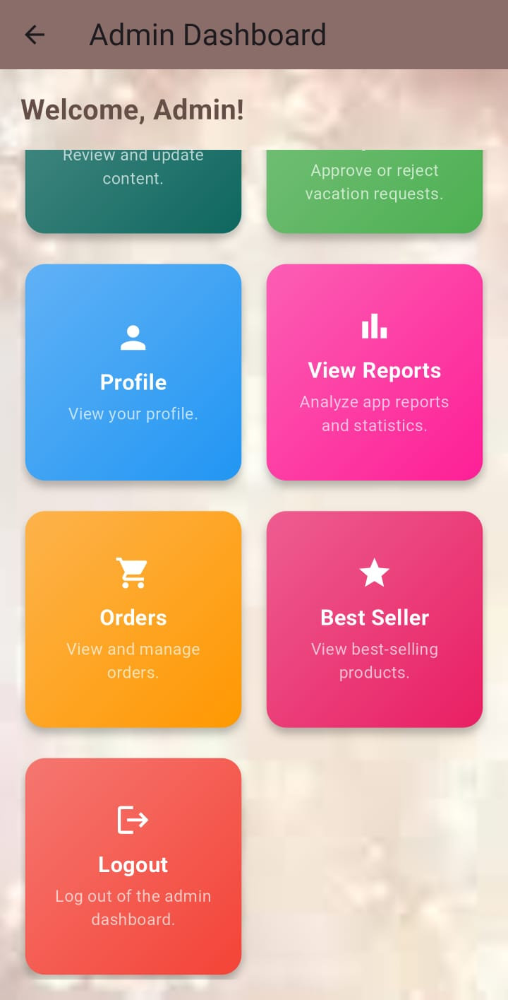 Admin Dashboard
Welcome, Admin!
Review and update
content.
Approve or reject
vacation requests.
Profile
View your profile.
View Reports
Analyze app reports
and statistics.
Orders
View and manage
orders.
Best Seller
View best-selling
products.
Logout
Log out of the admin
dashboard.